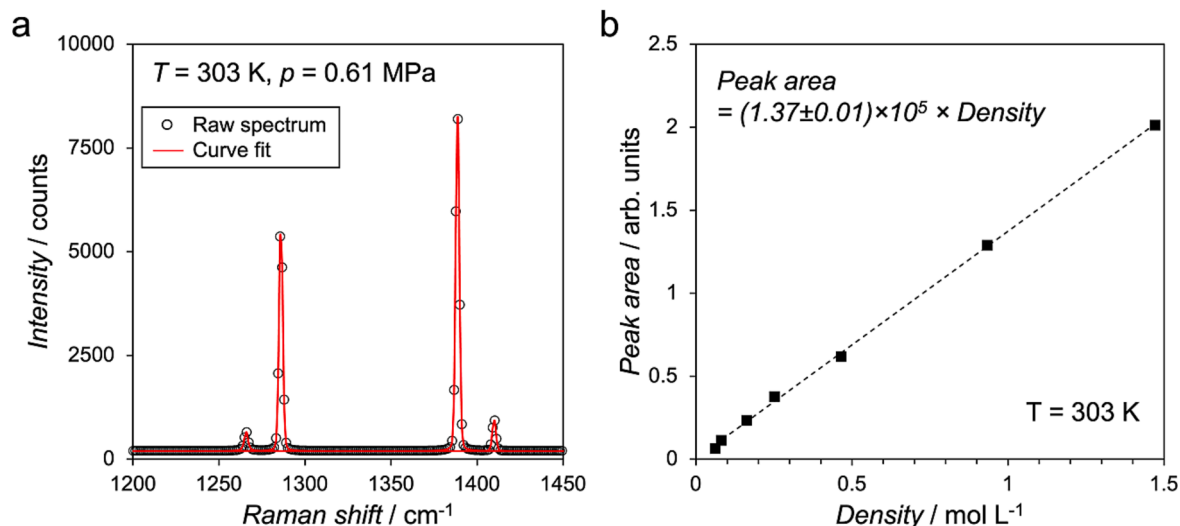 a
T = 303 K, p = 0.61 MPa
Raw spectrum
Curve fit
Intensity / counts
10000
7500
5000
2500
0
1200
1250
1300
1350
1400
1450
Raman shift / cm⁻¹
b
Peak area
= (1.37±0.01)×10⁵ × Density
T = 303 K
Peak area / arb. units
2.5
2
1.5
1
0.5
0
0
0.5
1
1.5
Density / mol L⁻¹